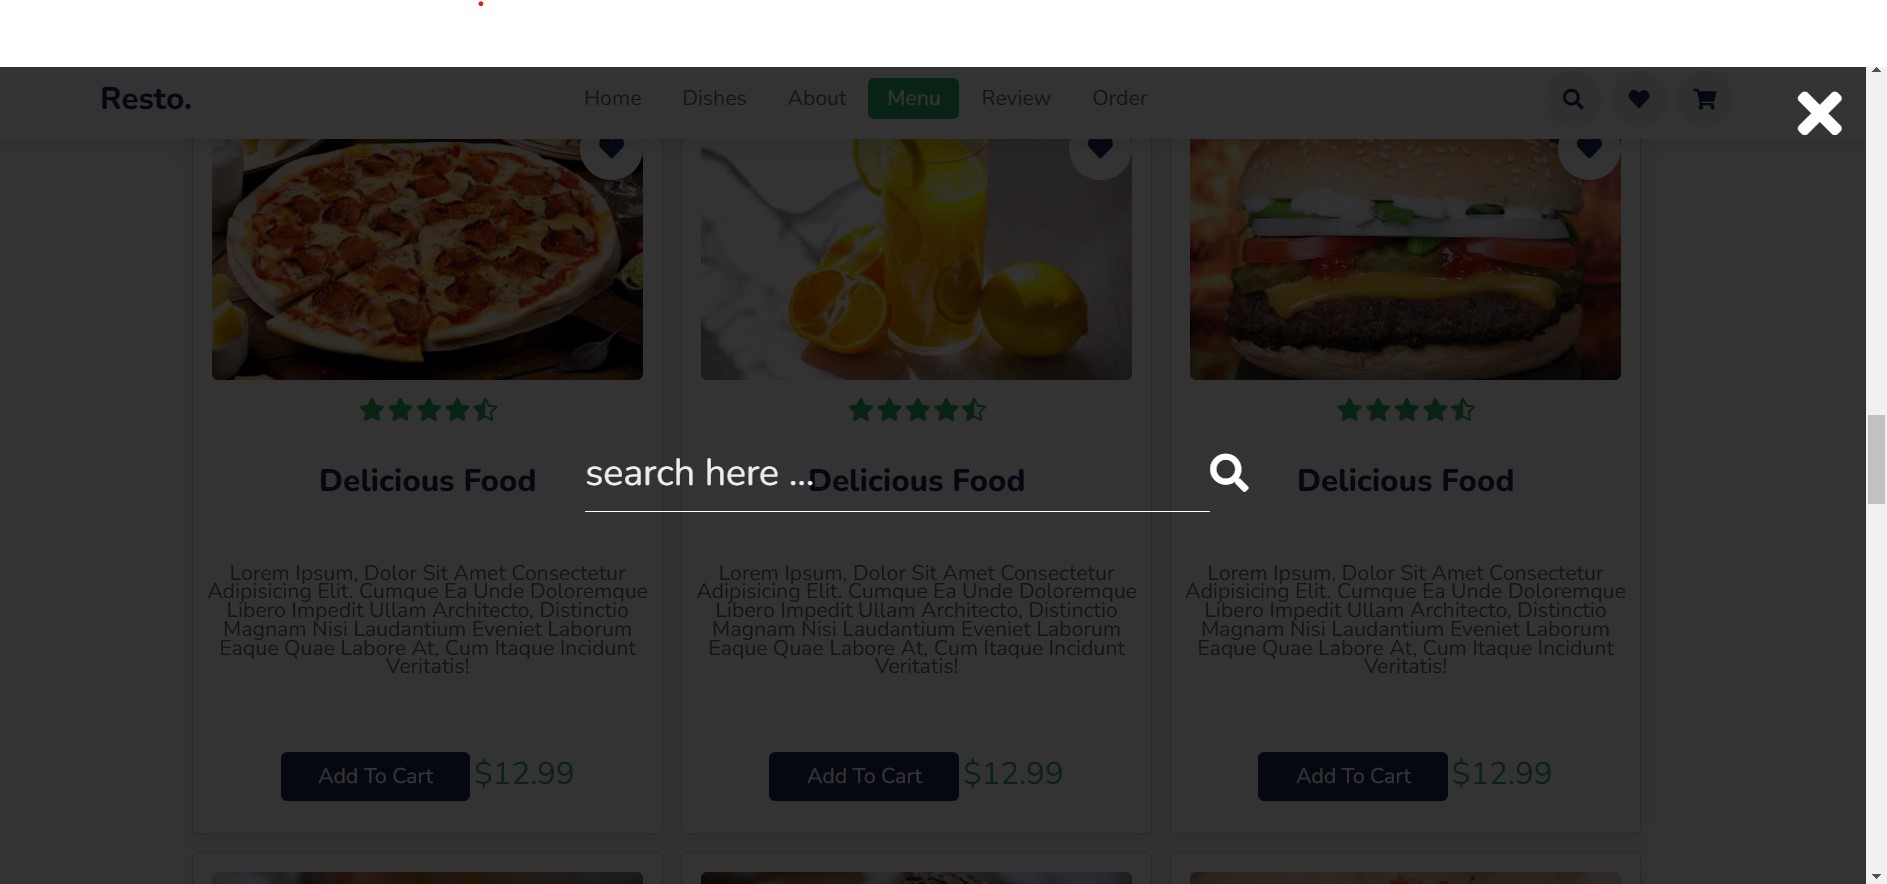 Resto.
Home Dishes About Menu Review Order
search here ...
Delicious Food Delicious Food Delicious Food
Lorem Ipsum, Dolor Sit Amet Consectetur
Adipisicing Elit. Cumque Ea Unde Doloremque
Libero Impedit Ullam Architecto, Distinctio
Magnam Nisi Laudantium Eveniet Laborum
Eaque Quae Labore At, Cum Itaque Incidunt
Veritatis!
Lorem Ipsum, Dolor Sit Amet Consectetur
Adipisicing Elit. Cumque Ea Unde Doloremque
Libero Impedit Ullam Architecto, Distinctio
Magnam Nisi Laudantium Eveniet Laborum
Eaque Quae Labore At, Cum Itaque Incidunt
Veritatis!
Lorem Ipsum, Dolor Sit Amet Consectetur
Adipisicing Elit. Cumque Ea Unde Doloremque
Libero Impedit Ullam Architecto, Distinctio
Magnam Nisi Laudantium Eveniet Laborum
Eaque Quae Labore At, Cum Itaque Incidunt
Veritatis!
Add To Cart $12.99
Add To Cart $12.99
Add To Cart $12.99